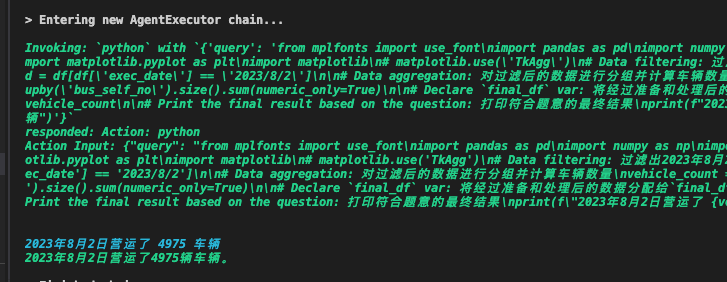 > Entering new AgentExecutor chain...
Invoking: `python` with `{'query': 'from mplfonts import use_font\nimport pandas as pd\nimport numpy
mport matplotlib.pyplot as plt\nimport matplotlib\n# matplotlib.use(\'TkAgg\')\n# Data filtering: 过
d = df[df[\'exec_date\'] == \'2023/8/2\']\n\n# Data aggregation: 对过滤后的数据进行分组并计算车辆数量
upby(\'bus_self_no\').size().sum(numeric_only=True)\n\n# Declare `final_df` var: 将经过准备和处理后的
vehicle_count\n\n# Print the final result based on the question: 打印符合题意的最终结果\nprint(f"202
辆")'}`
responded: Action: python
Action Input: {"query": "from mplfonts import use_font\nimport pandas as pd\nimport numpy as np\nimpo
otlib.pyplot as plt\nimport matplotlib\n# matplotlib.use('TkAgg')\n# Data filtering: 过滤出2023年8月2
ec_date'] == '2023/8/2']\n\n# Data aggregation: 对过滤后的数据进行分组并计算车辆数量\nvehicle_count =
').size().sum(numeric_only=True)\n\n# Declare `final_df` var: 将经过准备和处理后的数据分配给`final_d
Print the final result based on the question: 打印符合题意的最终结果\nprint(f\"2023年8月2日营运了 {ve
2023年8月2日营运了 4975 车辆
2023年8月2日营运了4975辆车辆。